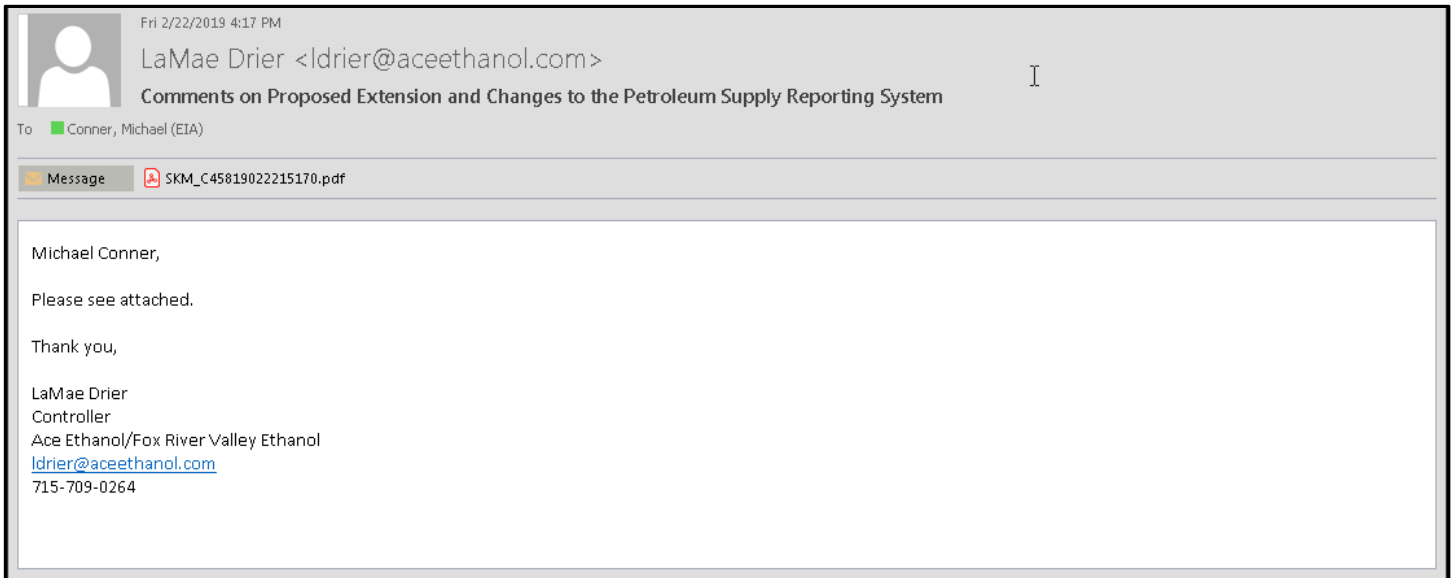 Fri 2/22/2019 4:17 PM
LaMae Drier <ldrier@aceethanol.com>
Comments on Proposed Extension and Changes to the Petroleum Supply Reporting System
To Conner, Michael (EIA)
Message SKM_C45819022215170.pdf
Michael Conner,
Please see attached.
Thank you,
LaMae Drier
Controller
Ace Ethanol/Fox River Valley Ethanol
ldrier@aceethanol.com
715-709-0264